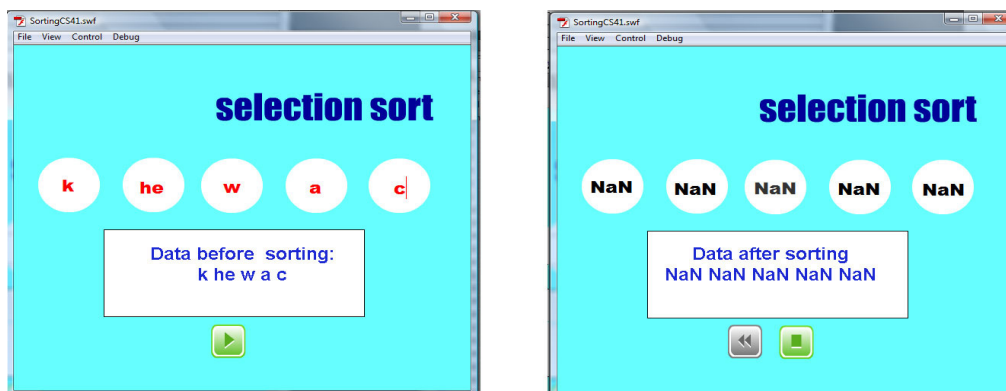 SortingCS41.swf
File View Control Debug
selection sort
k he w a c
Data before sorting:
k he w a c
SortingCS41.swf
File View Control Debug
selection sort
NaN NaN NaN NaN NaN
Data after sorting
NaN NaN NaN NaN NaN